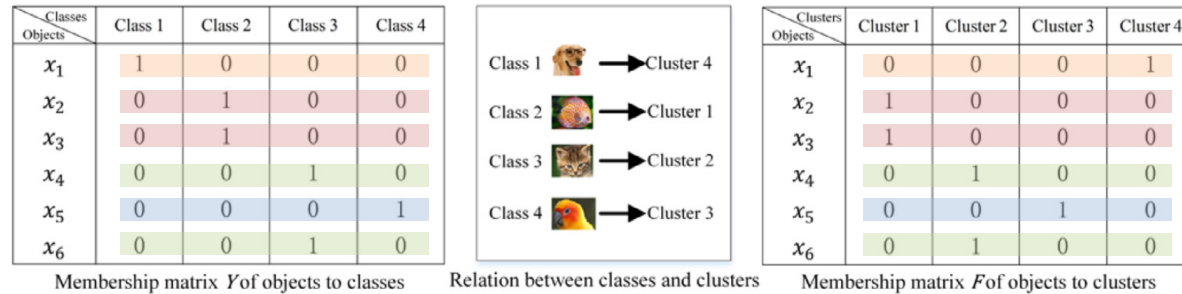 Classes Objects Class 1 Class 2 Class 3 Class 4
x1 1 0 0 0
x2 0 1 0 0
x3 0 1 0 0
x4 0 0 1 0
x5 0 0 0 1
x6 0 0 1 0
Membership matrix Y of objects to classes
Class 1 Cluster 4
Class 2 Cluster 1
Class 3 Cluster 2
Class 4 Cluster 3
Relation between classes and clusters
Clusters Objects Cluster 1 Cluster 2 Cluster 3 Cluster 4
x1 0 0 0 1
x2 1 0 0 0
x3 1 0 0 0
x4 0 1 0 0
x5 0 0 1 0
x6 0 1 0 0
Membership matrix F of objects to clusters